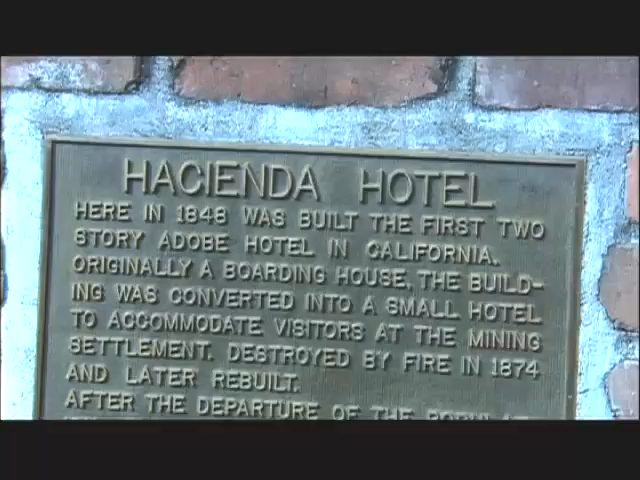 HACIENDA HOTEL
HERE IN 1848 WAS BUILT THE FIRST TWO
STORY ADOBE HOTEL IN CALIFORNIA.
ORIGINALLY A BOARDING HOUSE, THE BUILD-
ING WAS CONVERTED INTO A SMALL HOTEL
TO ACCOMMODATE VISITORS AT THE MINING
SETTLEMENT. DESTROYED BY FIRE IN 1874
AND LATER REBUILT.
AFTER THE DEPARTURE OF THE